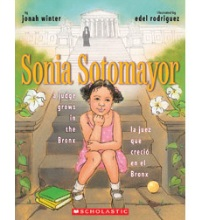 by jonah winter
illustrated by edel rodriguez
Sonia Sotomayor
a judge
grows in
the
Bronx
la juez
que
creció
en el
Bronx
SCHOLASTIC